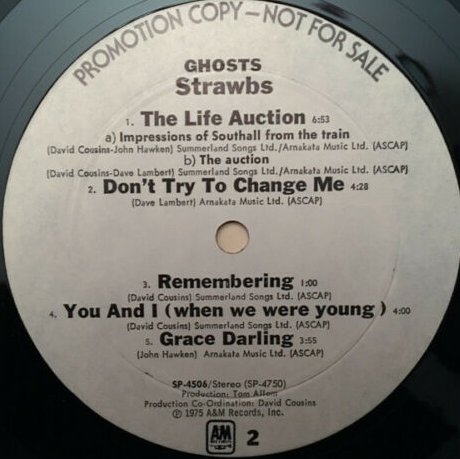 PROMOTION COPY—NOT FOR SALE
GHOSTS
Strawbs
1. The Life Auction 6:53
a) Impressions of Southall from the train
(David Cousins-John Hawken) Summerland Songs Ltd./Arnakata Music Ltd. (ASCAP)
b) The auction
(David Cousins-Dave Lambert) Summerland Songs Ltd./Arnakata Music Ltd. (ASCAP)
2. Don't Try To Change Me 4:28
(Dave Lambert) Arnakata Music Ltd. (ASCAP)
3. Remembering 1:00
(David Cousins) Summerland Songs Ltd. (ASCAP)
4. You And I (when we were young) 4:00
(David Cousins) Summerland Songs Ltd. (ASCAP)
5. Grace Darling 3:55
(John Hawken) Arnakata Music Ltd. (ASCAP)
SP-4506/Stereo (SP-4750)
Production: Tom Allom
Production Co-Ordination: David Cousins
℗ 1975 A&M Records, Inc.
A&M 2